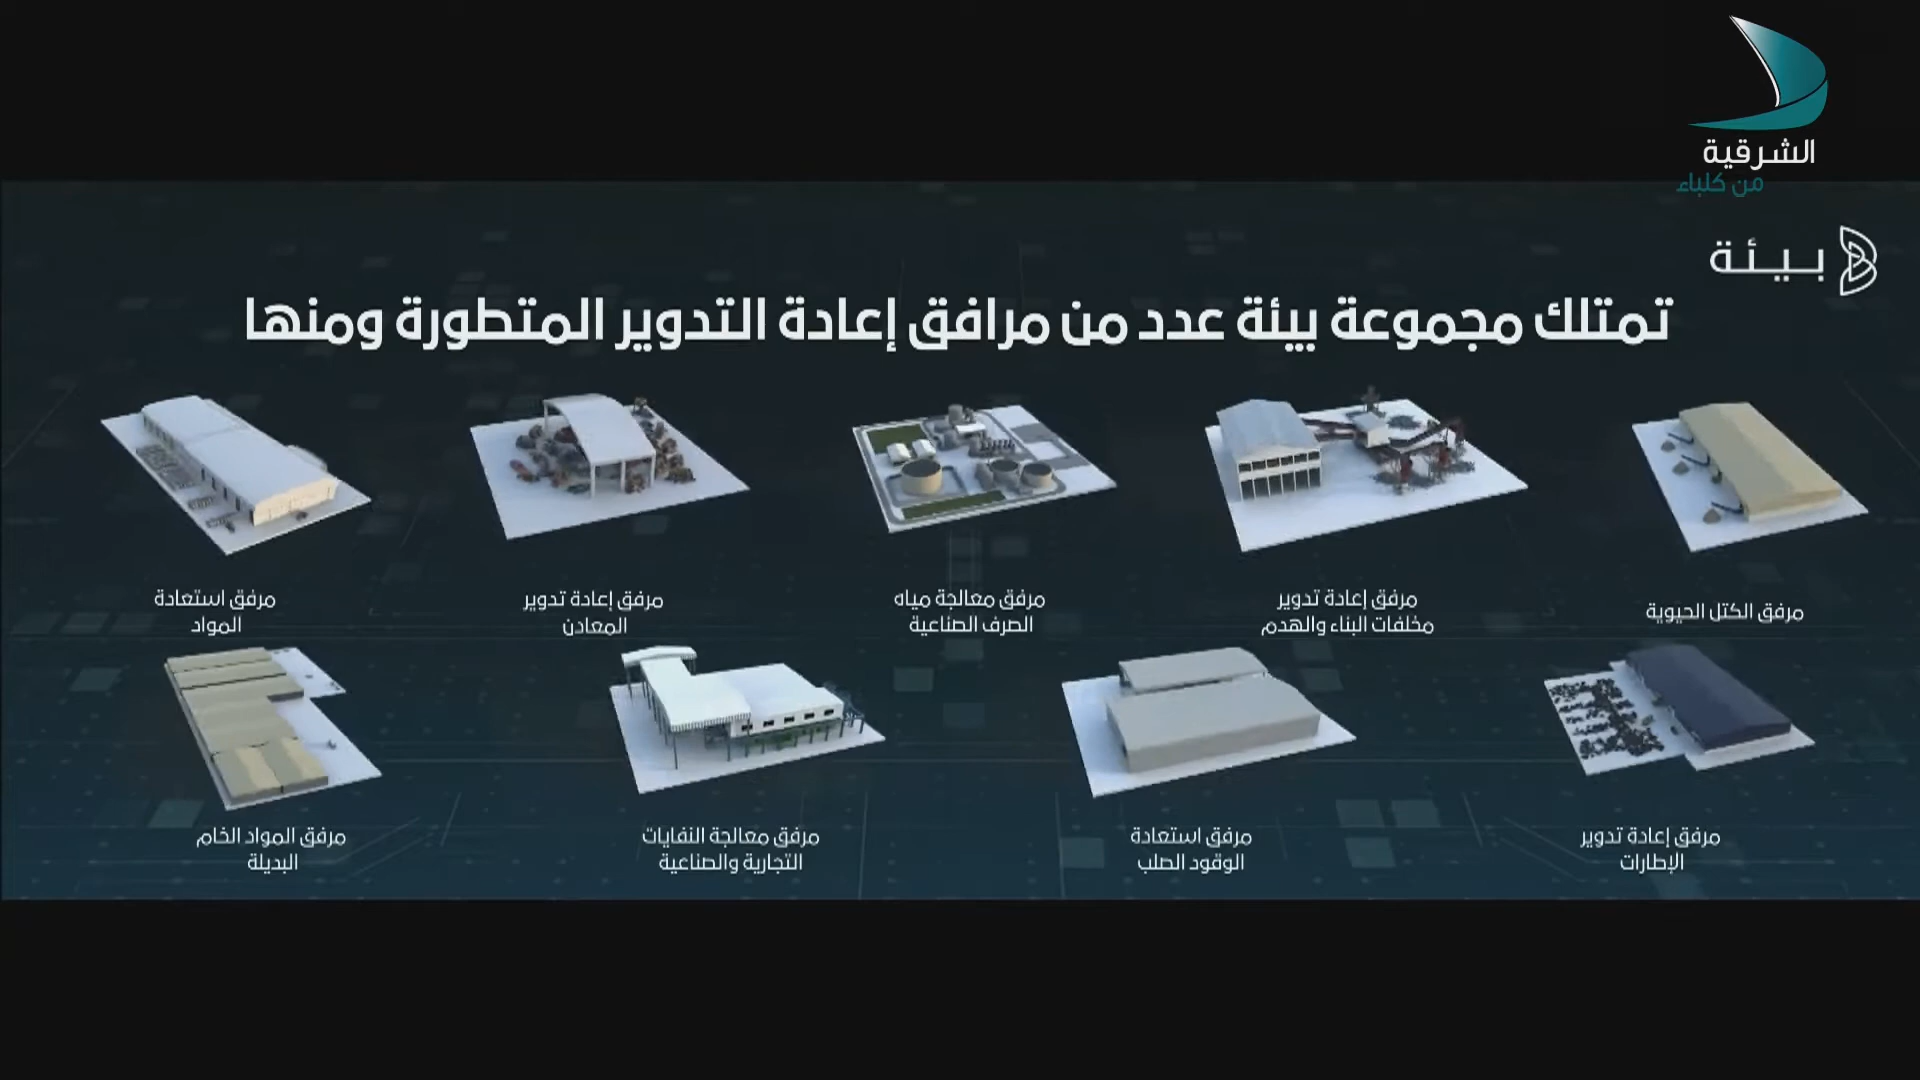 الشرقية
من كلباء
بيئة
تمتلك مجموعة بيئة عدد من مرافق إعادة التدوير المتطورة ومنها
مرفق الكتل الحيوية
مرفق إعادة تدوير
مخلفات البناء والهدم
مرفق معالجة مياه
الصرف الصناعية
مرفق إعادة تدوير
المعادن
مرفق استعادة
المواد
مرفق إعادة تدوير
الإطارات
مرفق استعادة
الوقود الصلب
مرفق معالجة النفايات
التجارية والصناعية
مرفق المواد الخام
البديلة